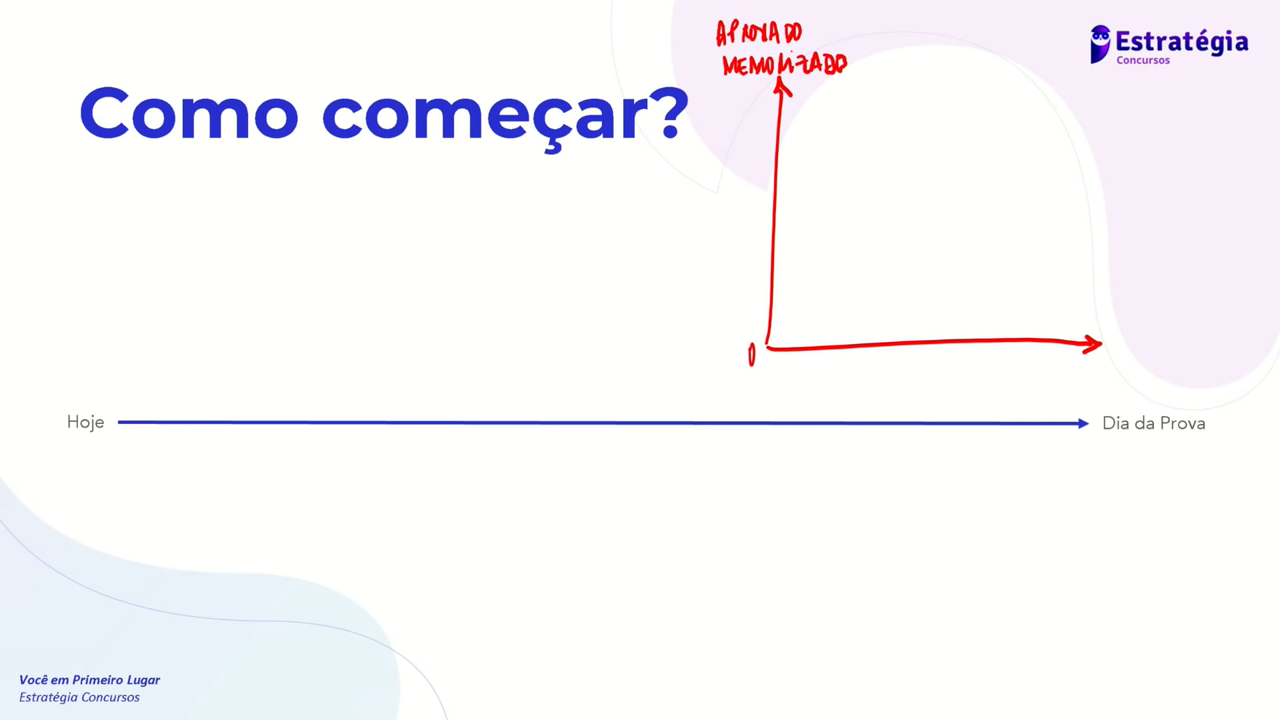 APROVADO
MEMORIZADO
Estratégia
Concursos
Como começar?
0
Hoje
Dia da Prova
Você em Primeiro Lugar
Estratégia Concursos